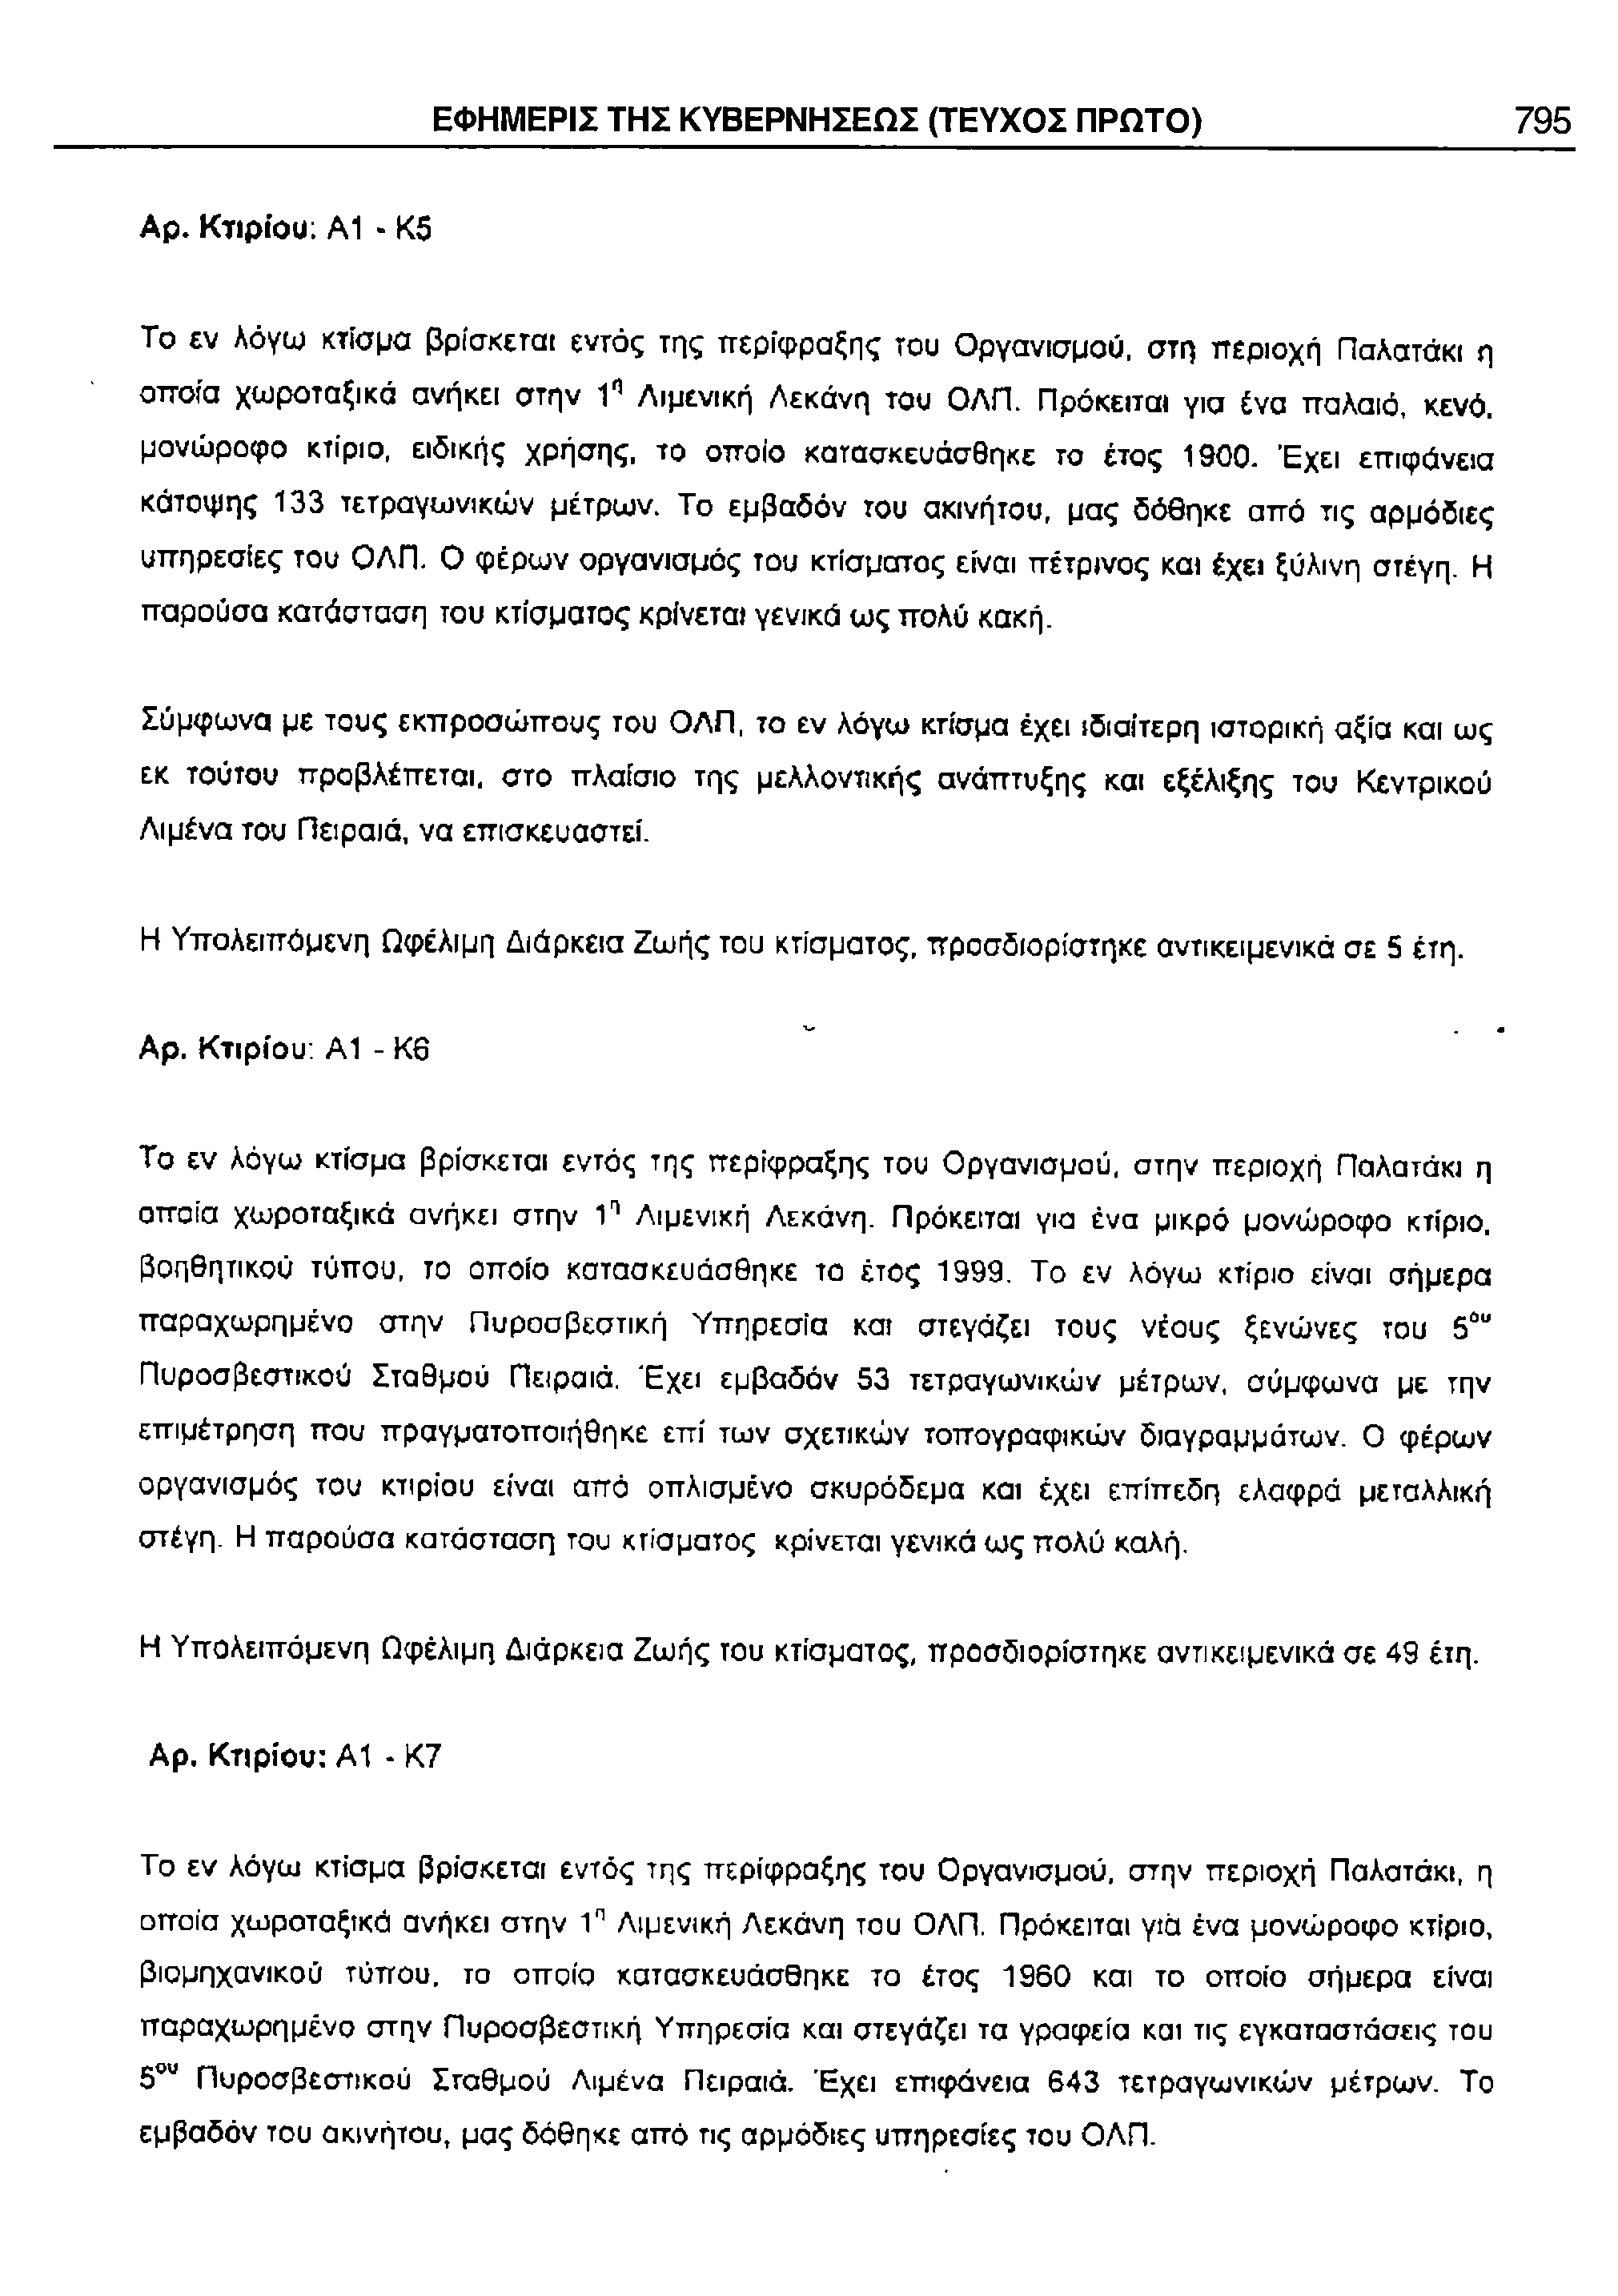 ΕΦΗΜΕΡΙΣ ΤΗΣ ΚΥΒΕΡΝΗΣΕΩΣ (ΤΕΥΧΟΣ ΠΡΩΤΟ) 795
Αρ. Κτιρίου: Α1 - Κ5
Το εν λόγω κτίσμα βρίσκεται εντός της περίφραξης του Οργανισμού, στη περιοχή Παλατάκι η
οποία χωροταξικά ανήκει στην 1η Λιμενική Λεκάνη του ΟΛΠ. Πρόκειται για ένα παλαιό, κενό,
μονώροφο κτίριο, ειδικής χρήσης, το οποίο κατασκευάσθηκε το έτος 1900. Έχει επιφάνεια
κάτοψης 133 τετραγωνικών μέτρων. Το εμβαδόν του ακινήτου, μας δόθηκε από τις αρμόδιες
υπηρεσίες του ΟΛΠ. Ο φέρων οργανισμός του κτίσματος είναι πέτρινος και έχει ξύλινη στέγη. Η
παρούσα κατάσταση του κτίσματος κρίνεται γενικά ως πολύ κακή.
Σύμφωνα με τους εκπροσώπους του ΟΛΠ, το εν λόγω κτίσμα έχει ιδιαίτερη ιστορική αξία και ως
εκ τούτου προβλέπεται, στο πλαίσιο της μελλοντικής ανάπτυξης και εξέλιξης του Κεντρικού
Λιμένα του Πειραιά, να επισκευαστεί.
Η Υπολειπόμενη Ωφέλιμη Διάρκεια Ζωής του κτίσματος, προσδιορίστηκε αντικειμενικά σε 5 έτη.
Αρ. Κτιρίου: Α1 - Κ6
Το εν λόγω κτίσμα βρίσκεται εντός της περίφραξης του Οργανισμού, στην περιοχή Παλατάκι η
οποία χωροταξικά ανήκει στην 1η Λιμενική Λεκάνη. Πρόκειται για ένα μικρό μονώροφο κτίριο,
βοηθητικού τύπου, το οποίο κατασκευάσθηκε το έτος 1999. Το εν λόγω κτίριο είναι σήμερα
παραχωρημένο στην Πυροσβεστική Υπηρεσία και στεγάζει τους νέους ξενώνες του 5ου
Πυροσβεστικού Σταθμού Πειραιά. Έχει εμβαδόν 53 τετραγωνικών μέτρων, σύμφωνα με την
επιμέτρηση που πραγματοποιήθηκε επί των σχετικών τοπογραφικών διαγραμμάτων. Ο φέρων
οργανισμός του κτιρίου είναι από οπλισμένο σκυρόδεμα και έχει επίπεδη ελαφρά μεταλλική
στέγη. Η παρούσα κατάσταση του κτίσματος κρίνεται γενικά ως πολύ καλή.
Η Υπολειπόμενη Ωφέλιμη Διάρκεια Ζωής του κτίσματος, προσδιορίστηκε αντικειμενικά σε 49 έτη.
Αρ. Κτιρίου: Α1 - Κ7
Το εν λόγω κτίσμα βρίσκεται εντός της περίφραξης του Οργανισμού, στην περιοχή Παλατάκι, η
οποία χωροταξικά ανήκει στην 1η Λιμενική Λεκάνη του ΟΛΠ. Πρόκειται για ένα μονώροφο κτίριο,
βιομηχανικού τύπου, το οποίο κατασκευάσθηκε το έτος 1960 και το οποίο σήμερα είναι
παραχωρημένο στην Πυροσβεστική Υπηρεσία και στεγάζει τα γραφεία και τις εγκαταστάσεις του
5ου Πυροσβεστικού Σταθμού Λιμένα Πειραιά. Έχει επιφάνεια 643 τετραγωνικών μέτρων. Το
εμβαδόν του ακινήτου, μας δόθηκε από τις αρμόδιες υπηρεσίες του ΟΛΠ.